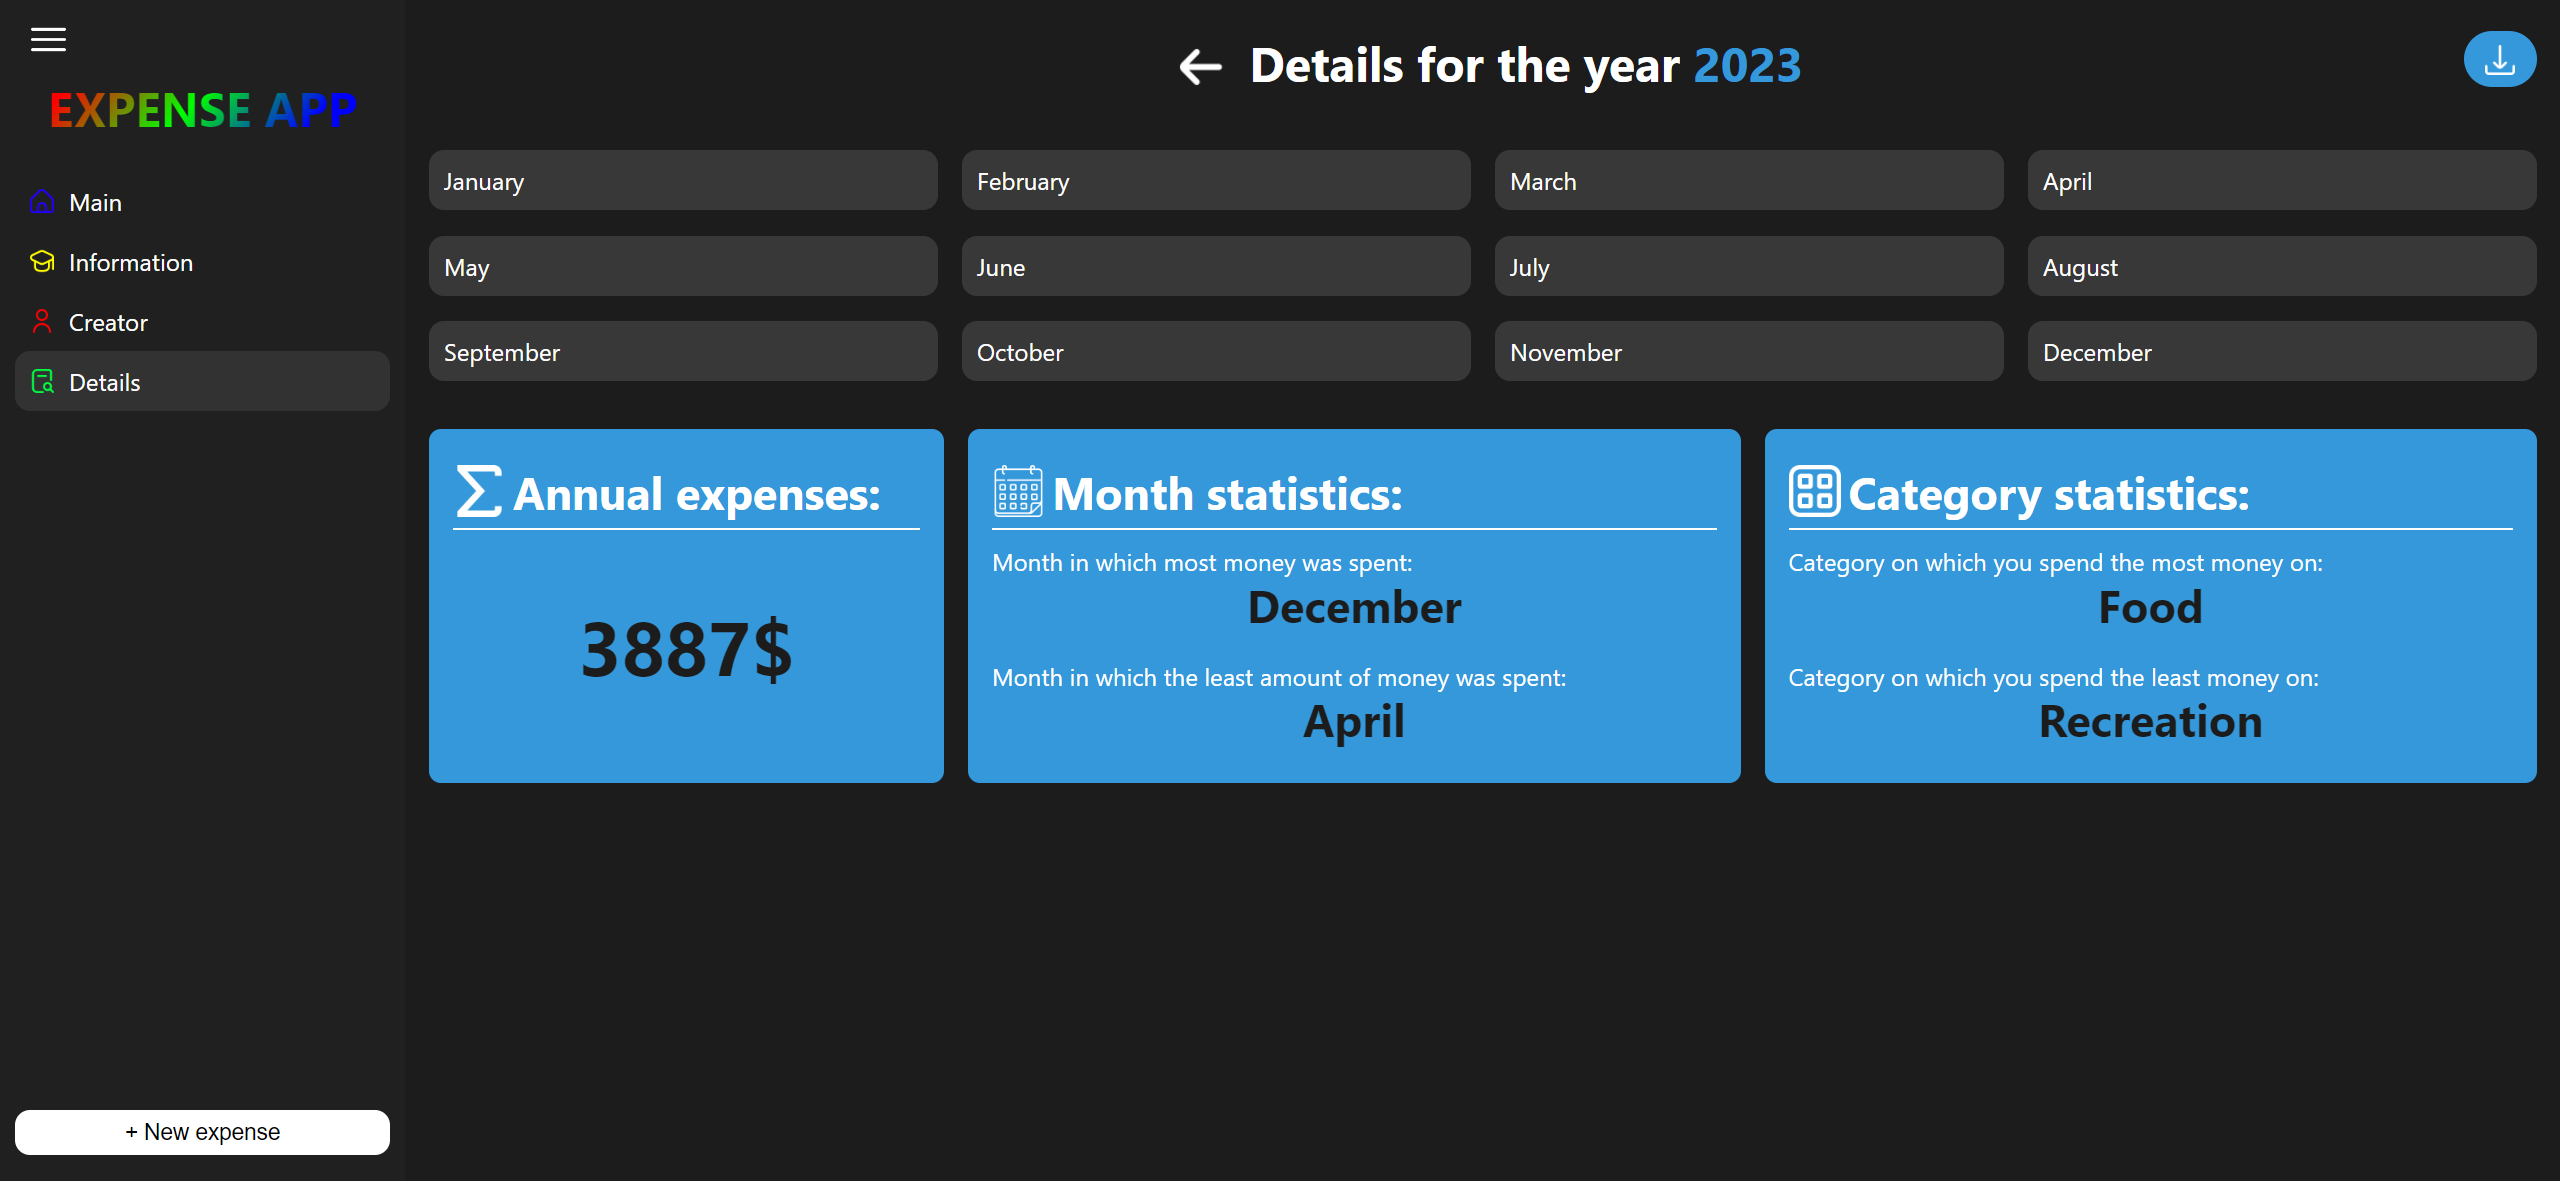 EXPENSE APP
Main
Information
Creator
Details
+ New expense
Details for the year 2023
January
February
March
April
May
June
July
August
September
October
November
December
Annual expenses:
3887$
Month statistics:
Month in which most money was spent:
December
Month in which the least amount of money was spent:
April
Category statistics:
Category on which you spend the most money on:
Food
Category on which you spend the least money on:
Recreation